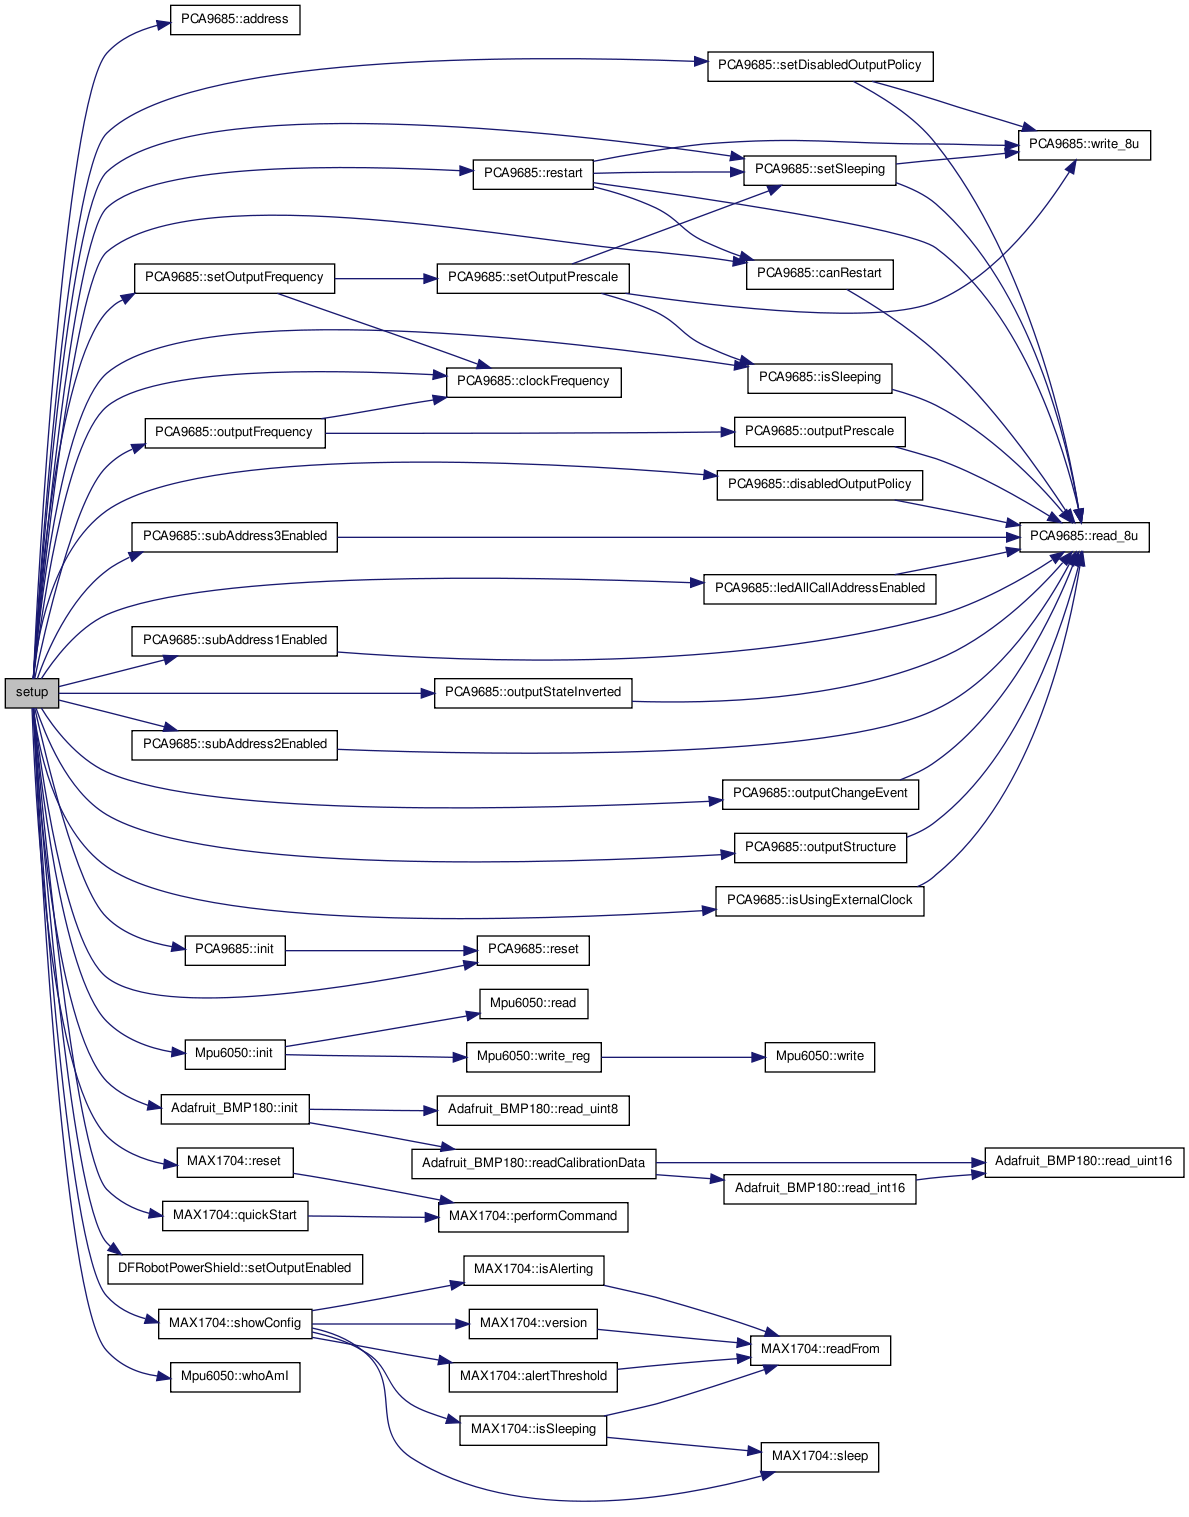 PCA9685::address
PCA9685::setDisabledOutputPolicy
PCA9685::write_8u
PCA9685::setSleeping
PCA9685::restart
PCA9685::canRestart
PCA9685::setOutputFrequency
PCA9685::setOutputPrescale
PCA9685::isSleeping
PCA9685::clockFrequency
PCA9685::outputFrequency
PCA9685::outputPrescale
PCA9685::disabledOutputPolicy
PCA9685::subAddress3Enabled
PCA9685::read_8u
PCA9685::ledAllCallAddressEnabled
PCA9685::subAddress1Enabled
setup
PCA9685::outputStateInverted
PCA9685::subAddress2Enabled
PCA9685::outputChangeEvent
PCA9685::outputStructure
PCA9685::isUsingExternalClock
PCA9685::init
PCA9685::reset
Mpu6050::read
Mpu6050::init
Mpu6050::write_reg
Mpu6050::write
Adafruit_BMP180::init
Adafruit_BMP180::read_uint8
MAX1704::reset
Adafruit_BMP180::readCalibrationData
Adafruit_BMP180::read_uint16
Adafruit_BMP180::read_int16
MAX1704::quickStart
MAX1704::performCommand
DFRobotPowerShield::setOutputEnabled
MAX1704::isAlerting
MAX1704::showConfig
MAX1704::version
MAX1704::readFrom
MAX1704::alertThreshold
Mpu6050::whoAmI
MAX1704::isSleeping
MAX1704::sleep